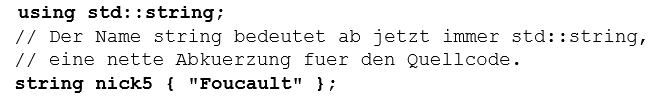 using std::string;
// Der Name string bedeutet ab jetzt immer std::string,
// eine nette Abkuerzung fuer den Quellcode.
string nick5 { "Foucault" };